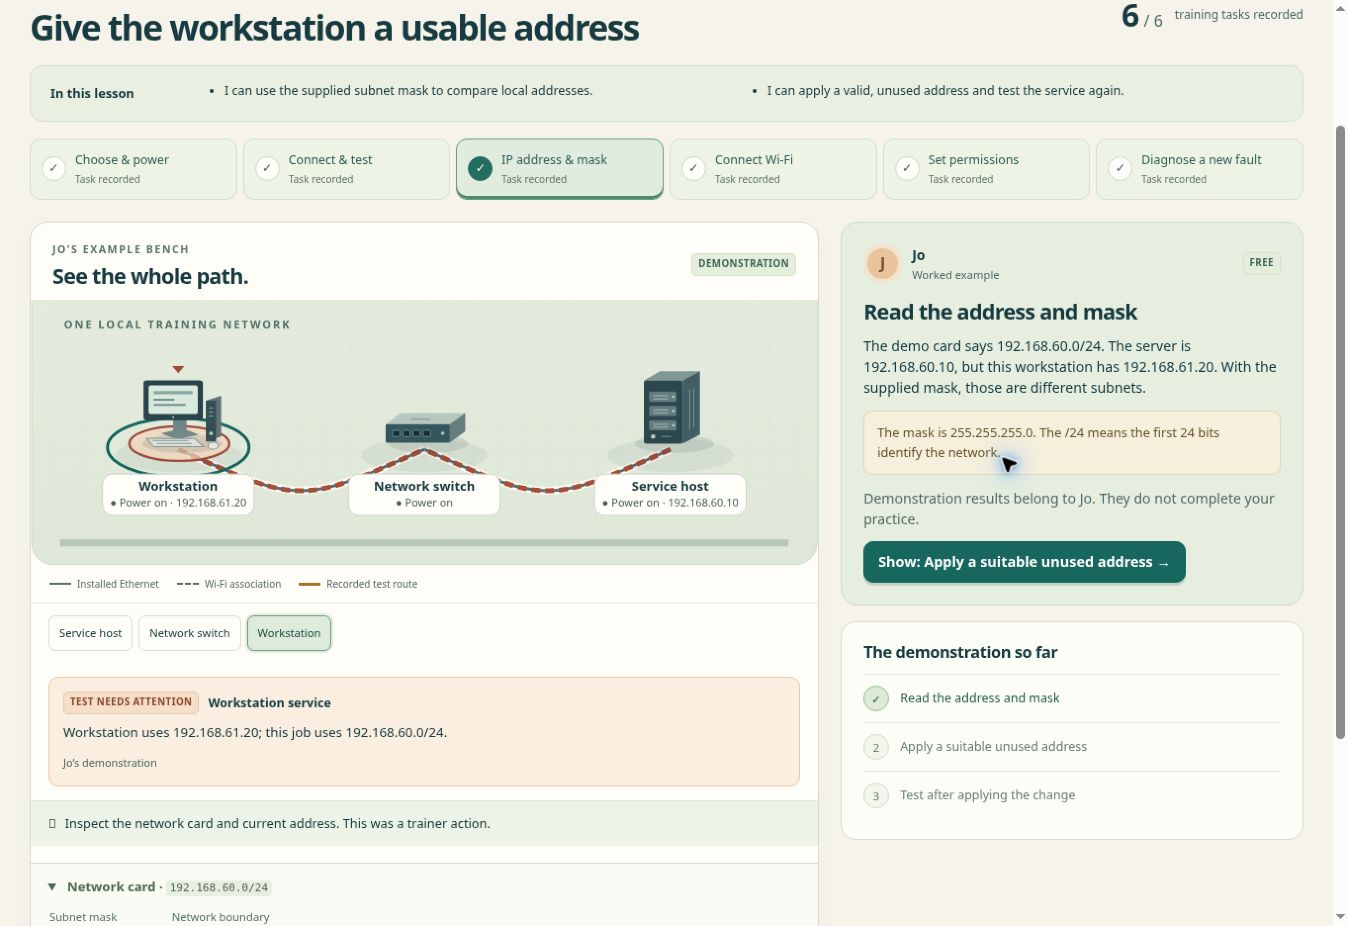 Give the workstation a usable address
6 / 6 training tasks recorded
In this lesson
• I can use the supplied subnet mask to compare local addresses.
• I can apply a valid, unused address and test the service again.
✓ Choose & power
Task recorded
✓ Connect & test
Task recorded
✓ IP address & mask
Task recorded
✓ Connect Wi-Fi
Task recorded
✓ Set permissions
Task recorded
✓ Diagnose a new fault
Task recorded
JO'S EXAMPLE BENCH
See the whole path.
DEMONSTRATION
ONE LOCAL TRAINING NETWORK
Workstation
● Power on · 192.168.61.20
Network switch
● Power on
Service host
● Power on · 192.168.60.10
Installed Ethernet
Wi-Fi association
Recorded test route
Service host
Network switch
Workstation
TEST NEEDS ATTENTION Workstation service
Workstation uses 192.168.61.20; this job uses 192.168.60.0/24.
Jo's demonstration
Inspect the network card and current address. This was a trainer action.
▼ Network card · 192.168.60.0/24
Subnet mask
Network boundary
J
Jo
Worked example
FREE
Read the address and mask
The demo card says 192.168.60.0/24. The server is
192.168.60.10, but this workstation has 192.168.61.20. With the
supplied mask, those are different subnets.
The mask is 255.255.255.0. The /24 means the first 24 bits
identify the network.
Demonstration results belong to Jo. They do not complete your
practice.
Show: Apply a suitable unused address →
The demonstration so far
✓ Read the address and mask
2 Apply a suitable unused address
3 Test after applying the change